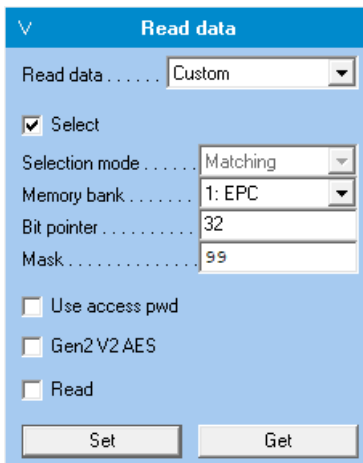 V Read data
Read data . . . . . . Custom
Select
Selection mode . . . . . . Matching
Memory bank . . . . . . . 1: EPC
Bit pointer . . . . . . . . . . 32
Mask . . . . . . . . . . . . . . 99
Use access pwd
Gen2 V2 AES
Read
Set Get